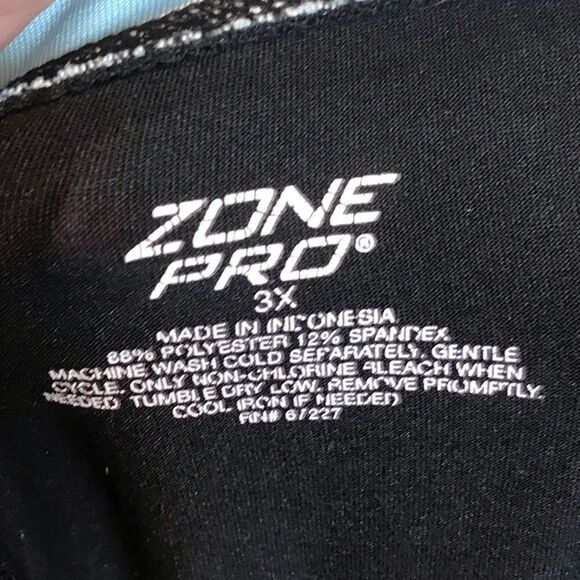 ZONE
PRO®
3X
MADE IN INDONESIA
88% POLYESTER 12% SPANDEX
MACHINE WASH COLD SEPARATELY. GENTLE
CYCLE. ONLY NON-CHLORINE BLEACH WHEN
NEEDED. TUMBLE DRY LOW. REMOVE PROMPTLY.
COOL IRON IF NEEDED
RN# 67227